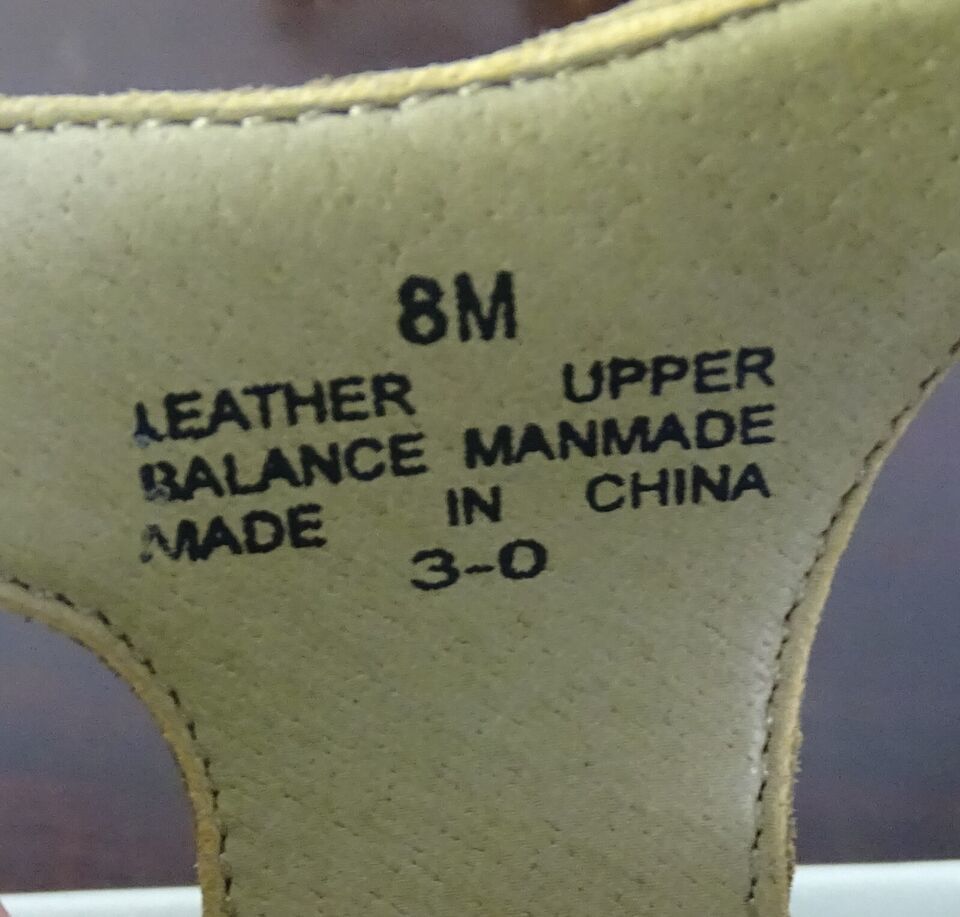 8M
LEATHER UPPER
BALANCE MANMADE
MADE IN CHINA
3-0